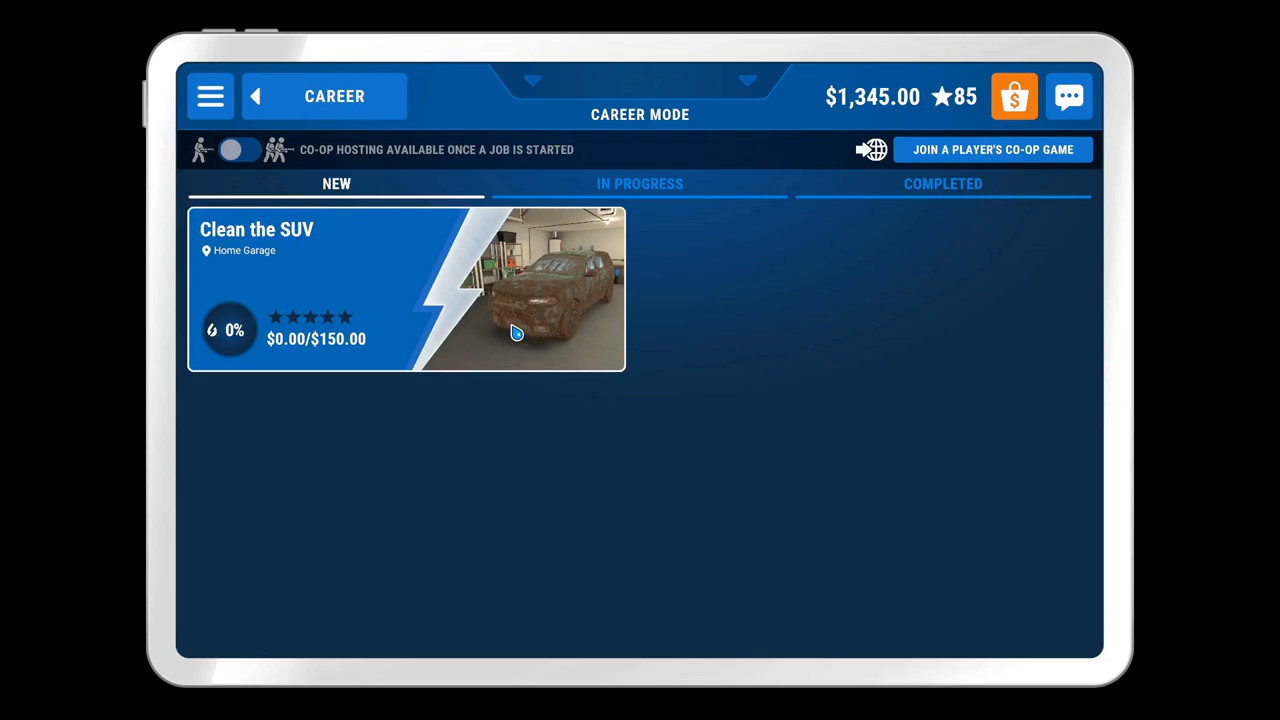 CAREER
CAREER MODE
$1,345.00 ★85
CO-OP HOSTING AVAILABLE ONCE A JOB IS STARTED
JOIN A PLAYER'S CO-OP GAME
NEW
IN PROGRESS
COMPLETED
Clean the SUV
Home Garage
0%
$0.00/$150.00